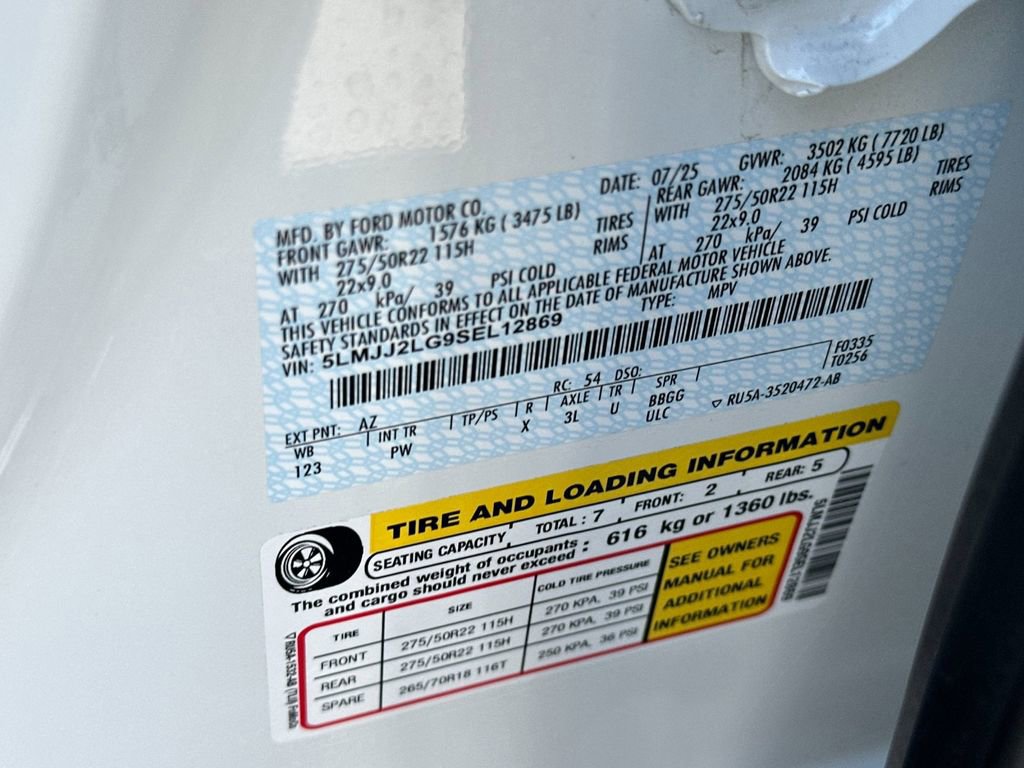 MFD. BY FORD MOTOR CO.
DATE: 07/25 GVWR: 3502 KG ( 7720 LB)
FRONT GAWR: 1576 KG ( 3475 LB) REAR GAWR: 2084 KG ( 4595 LB)
WITH 275/50R22 115H TIRES WITH 275/50R22 115H TIRES
22x9.0 RIMS 22x9.0 RIMS
AT 270 kPa/ 39 PSI COLD AT 270 kPa/ 39 PSI COLD
THIS VEHICLE CONFORMS TO ALL APPLICABLE FEDERAL MOTOR VEHICLE
SAFETY STANDARDS IN EFFECT ON THE DATE OF MANUFACTURE SHOWN ABOVE.
VIN: 5LMJJ2LG9SEL12869 TYPE: MPV
EXT PNT: AZ RC: 54 DSO: F0335
WB INT TR TP/PS R AXLE TR SPR T0256
123 PW X 3L U BBGG
ULC ▽ RU5A-3520472-AB
TIRE AND LOADING INFORMATION
SEATING CAPACITY TOTAL : 7 FRONT: 2 REAR: 5
The combined weight of occupants
and cargo should never exceed : 616 kg or 1360 lbs.
TIRE SIZE COLD TIRE PRESSURE
FRONT 275/50R22 115H 270 KPA, 39 PSI
REAR 275/50R22 115H 270 KPA, 39 PSI
SPARE 265/70R18 116T 250 KPA, 36 PSI
SEE OWNERS
MANUAL FOR
ADDITIONAL
INFORMATION